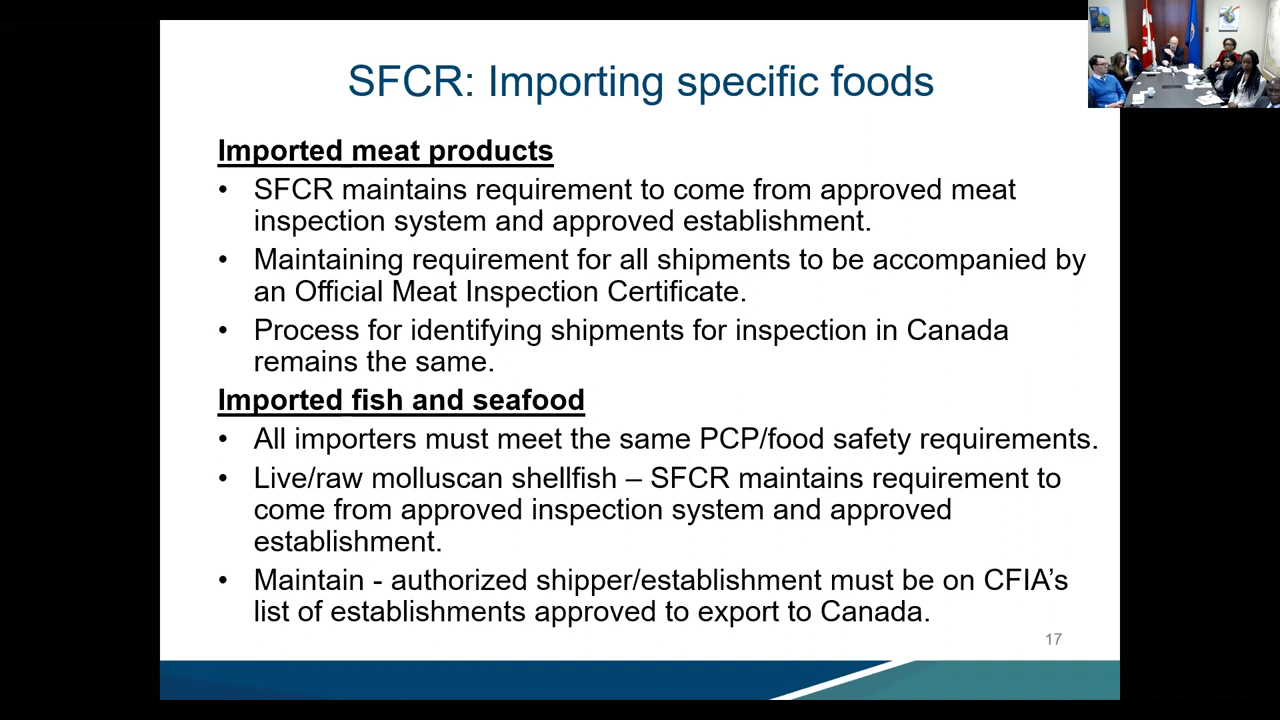 SFCR: Importing specific foods
Imported meat products
• SFCR maintains requirement to come from approved meat
inspection system and approved establishment.
• Maintaining requirement for all shipments to be accompanied by
an Official Meat Inspection Certificate.
• Process for identifying shipments for inspection in Canada
remains the same.
Imported fish and seafood
• All importers must meet the same PCP/food safety requirements.
• Live/raw molluscan shellfish – SFCR maintains requirement to
come from approved inspection system and approved
establishment.
• Maintain - authorized shipper/establishment must be on CFIA’s
list of establishments approved to export to Canada.
17